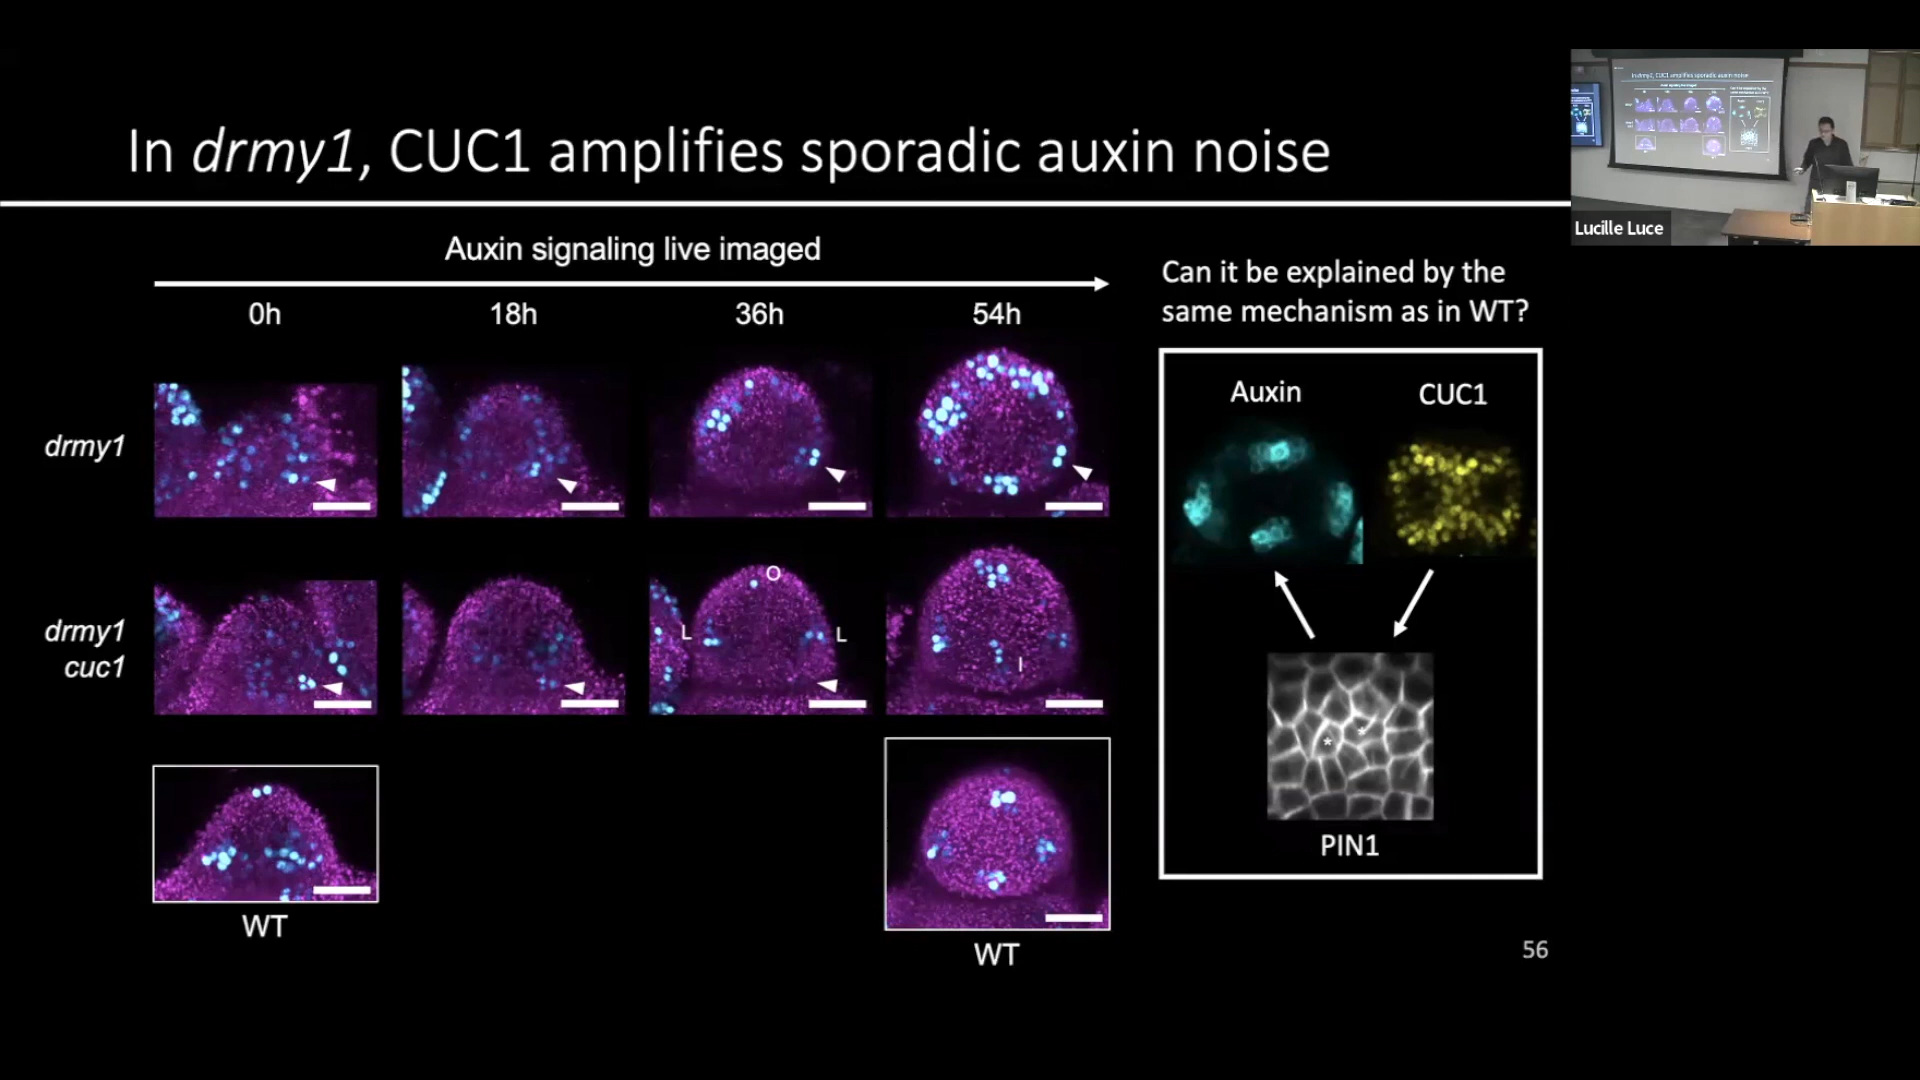 In drmy1, CUC1 amplifies sporadic auxin noise
Lucille Luce
Auxin signaling live imaged
0h 18h 36h 54h
drmy1
drmy1
cuc1
O
L
L
I
WT
WT
Can it be explained by the
same mechanism as in WT?
Auxin CUC1
* *
PIN1
56